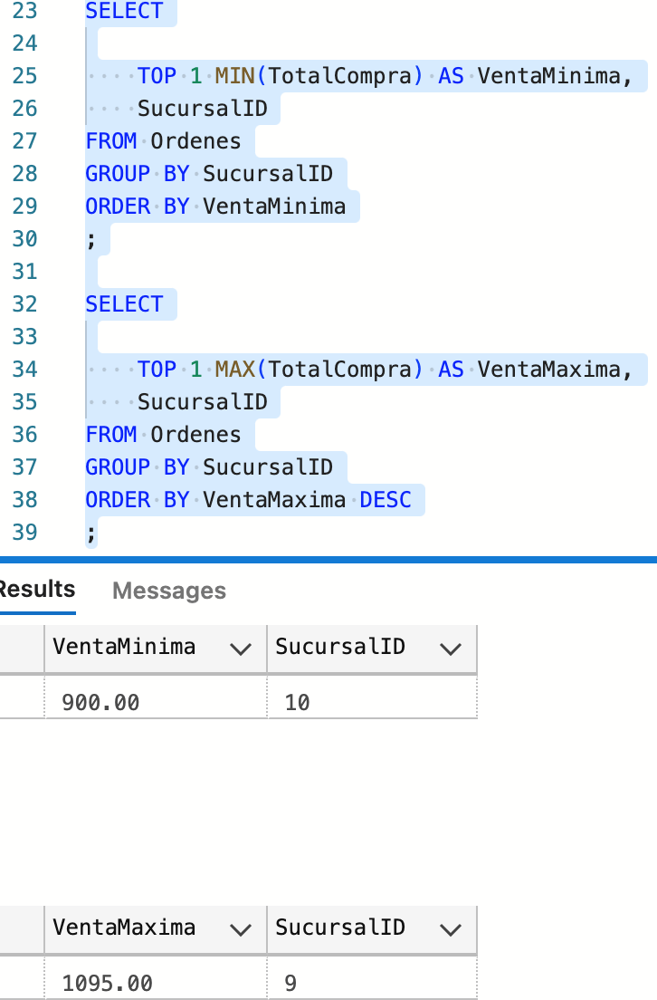 23 SELECT
24
25 TOP 1 MIN(TotalCompra) AS VentaMinima,
26 SucursalID
27 FROM Ordenes
28 GROUP BY SucursalID
29 ORDER BY VentaMinima
30 ;
31
32 SELECT
33
34 TOP 1 MAX(TotalCompra) AS VentaMaxima,
35 SucursalID
36 FROM Ordenes
37 GROUP BY SucursalID
38 ORDER BY VentaMaxima DESC
39 ;
Results Messages
VentaMinima SucursalID
900.00 10
VentaMaxima SucursalID
1095.00 9